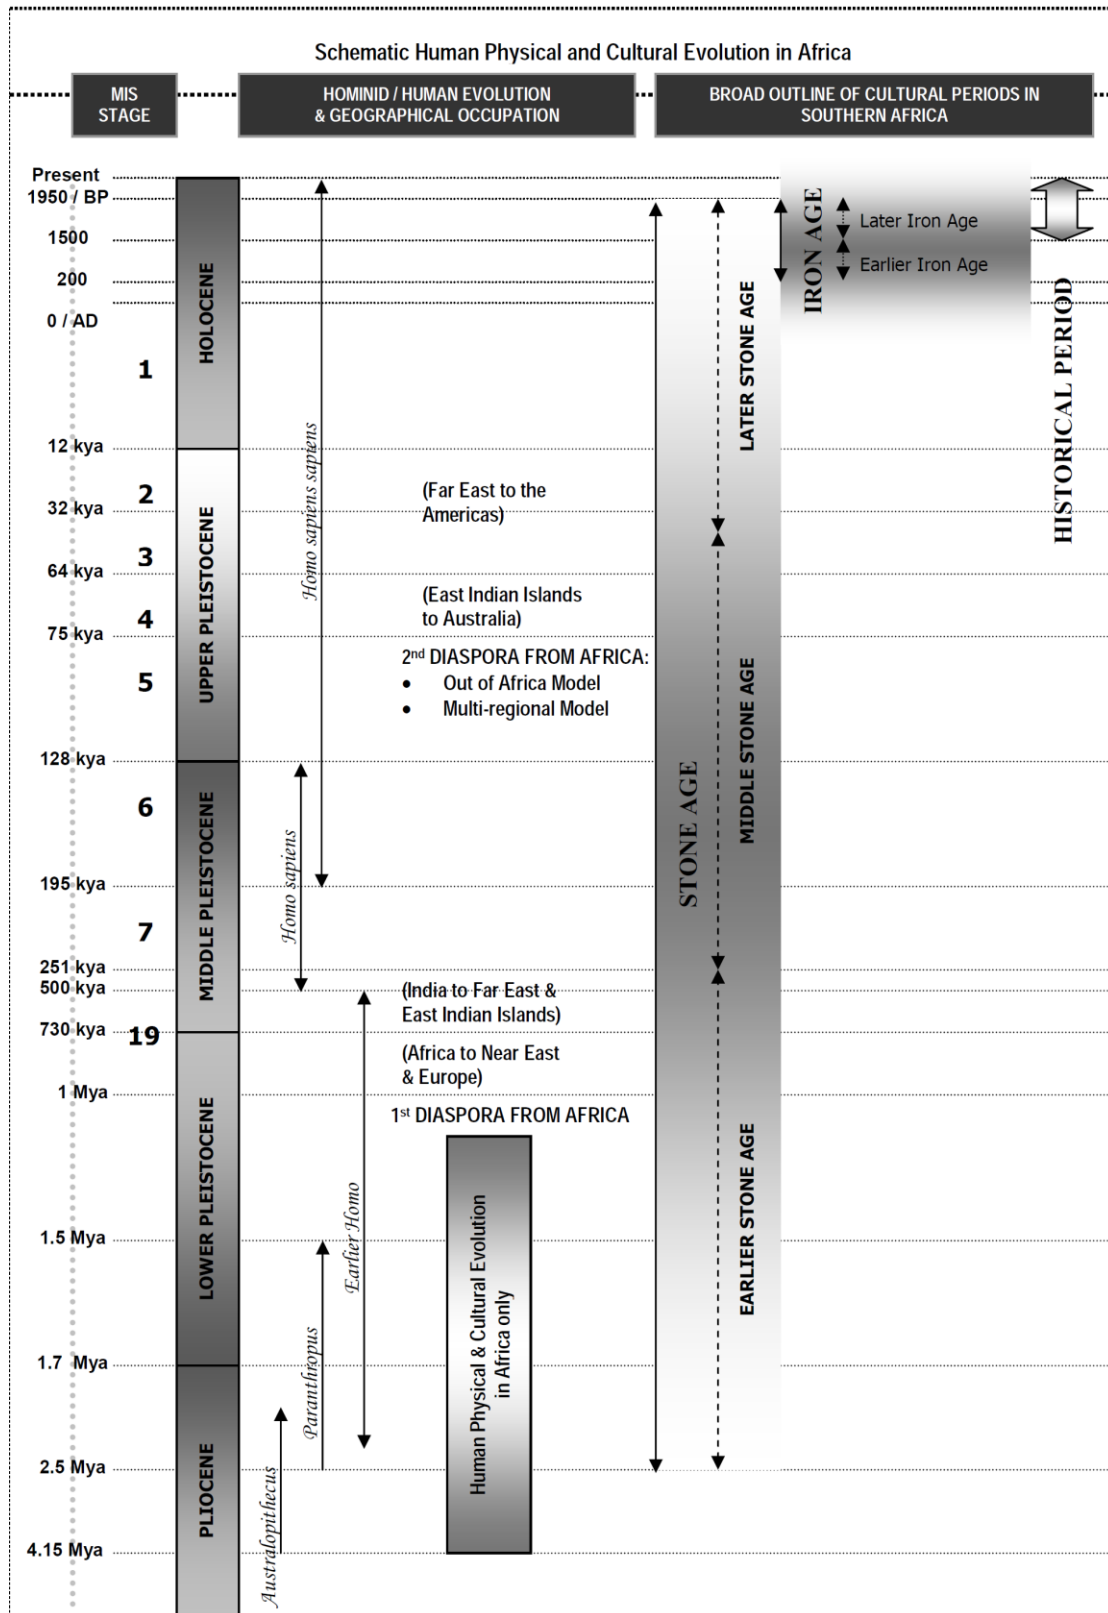 Schematic Human Physical and Cultural Evolution in Africa
MIS
STAGE
HOMINID / HUMAN EVOLUTION
& GEOGRAPHICAL OCCUPATION
BROAD OUTLINE OF CULTURAL PERIODS IN
SOUTHERN AFRICA
Present
1950 / BP
1500
200
0 / AD
12 kya
32 kya
64 kya
75 kya
128 kya
195 kya
251 kya
500 kya
730 kya
1 Mya
1.5 Mya
1.7 Mya
2.5 Mya
4.15 Mya
1
2
3
4
5
6
7
19
HOLOCENE
UPPER PLEISTOCENE
MIDDLE PLEISTOCENE
LOWER PLEISTOCENE
PLIOCENE
Homo sapiens sapiens
Homo sapiens
Earlier Homo
Paranthropus
Australopithecus
(Far East to the
Americas)
(East Indian Islands
to Australia)
2nd DIASPORA FROM AFRICA:
• Out of Africa Model
• Multi-regional Model
(India to Far East &
East Indian Islands)
(Africa to Near East
& Europe)
1st DIASPORA FROM AFRICA
Human Physical & Cultural Evolution
in Africa only
STONE AGE
LATER STONE AGE
MIDDLE STONE AGE
EARLIER STONE AGE
IRON AGE
Later Iron Age
Earlier Iron Age
HISTORICAL PERIOD